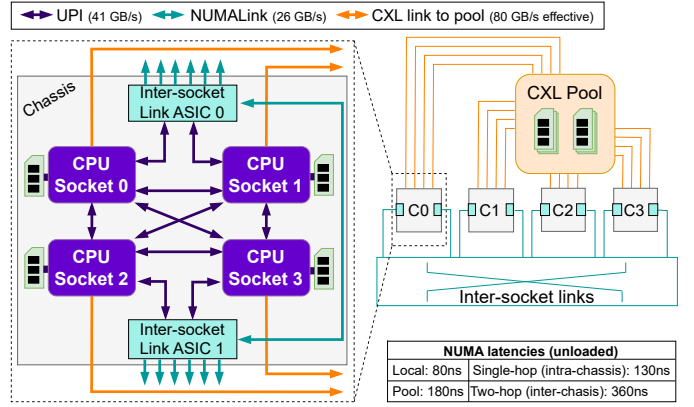 UPI (41 GB/s)
NUMALink (26 GB/s)
CXL link to pool (80 GB/s effective)
Chassis
Inter-socket
Link ASIC 0
CPU
Socket 0
CPU
Socket 1
CPU
Socket 2
CPU
Socket 3
Inter-socket
Link ASIC 1
CXL Pool
C0
C1
C2
C3
Inter-socket links
NUMA latencies (unloaded)
Local: 80ns
Single-hop (intra-chassis): 130ns
Pool: 180ns
Two-hop (inter-chasis): 360ns